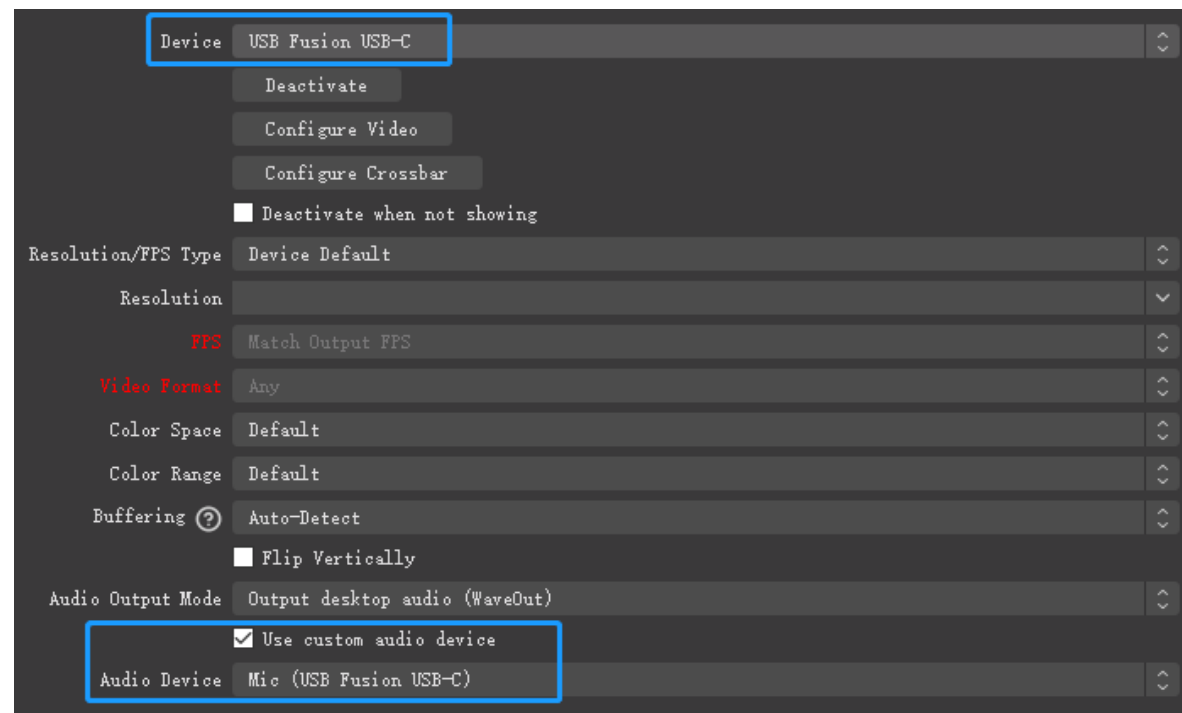 Device USB Fusion USB-C
Deactivate
Configure Video
Configure Crossbar
Deactivate when not showing
Resolution/FPS Type Device Default
Resolution
FPS Match Output FPS
Video Format Any
Color Space Default
Color Range Default
Buffering ? Auto-Detect
Flip Vertically
Audio Output Mode Output desktop audio (WaveOut)
Use custom audio device
Audio Device Mic (USB Fusion USB-C)